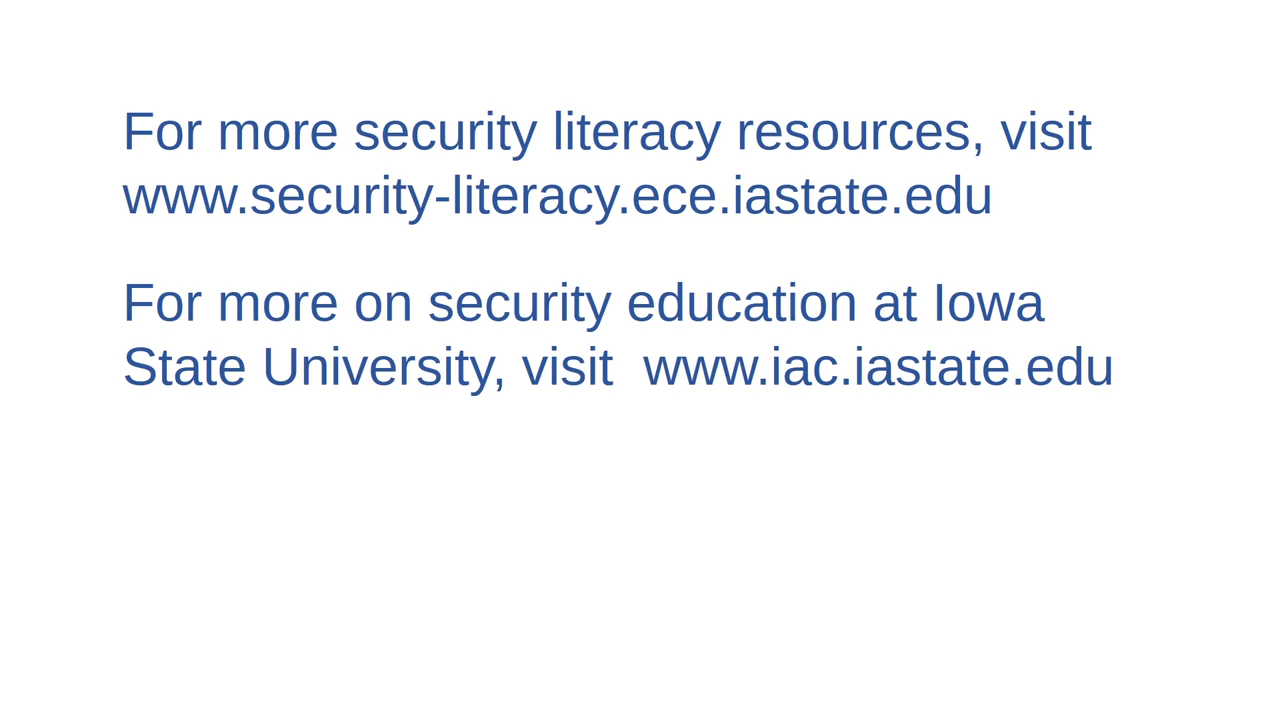 For more security literacy resources, visit
www.security-literacy.ece.iastate.edu
For more on security education at Iowa
State University, visit  www.iac.iastate.edu